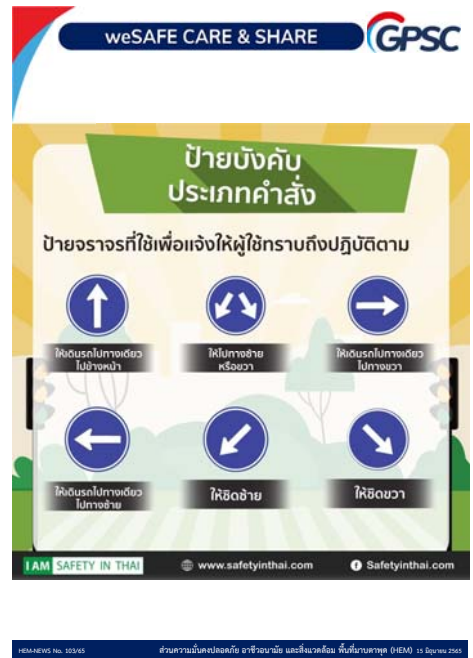 weSAFE CARE & SHARE
GPSC
ป้ายบังคับ
ประเภทคำสั่ง
ป้ายจราจรที่ใช้เพื่อแจ้งให้ผู้ใช้ทราบถึงปฏิบัติตาม
ให้เดินรถไปทางเดียว
ไปข้างหน้า
ให้ไปทางซ้าย
หรือขวา
ให้เดินรถไปทางเดียว
ไปทางขวา
ให้เดินรถไปทางเดียว
ไปทางซ้าย
ให้ชิดซ้าย
ให้ชิดขวา
I AM SAFETY IN THAI
www.safetyinthai.com
Safetyinthai.com
HEM-NEWS No. 103/65
ส่วนความมั่นคงปลอดภัย อาชีวอนามัย และสิ่งแวดล้อม พื้นที่มาบตาพุด (HEM) 15 มิถุนายน 2565